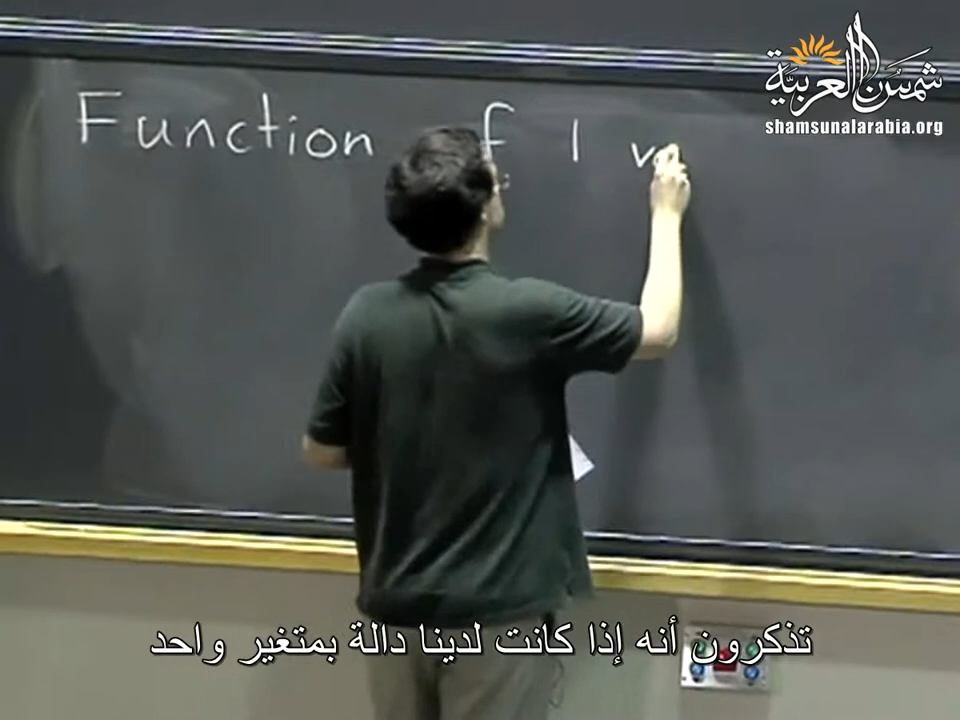 شمس العربية
shamsunalarabia.org
Function f 1 v
تذكرون أنه إذا كانت لدينا دالة بمتغير واحد